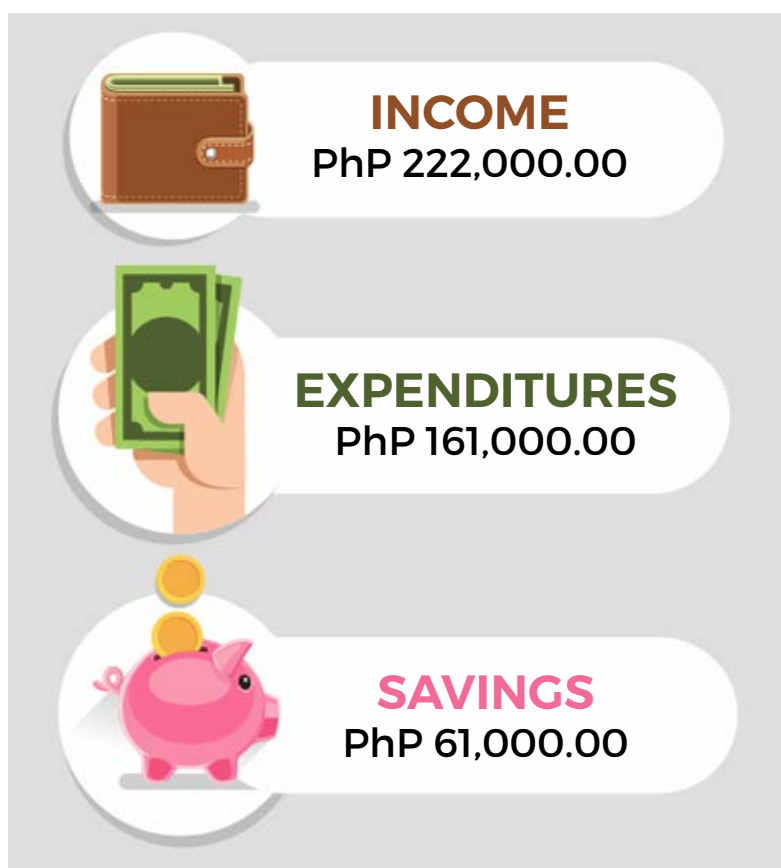 INCOME
PhP 222,000.00
EXPENDITURES
PhP 161,000.00
SAVINGS
PhP 61,000.00